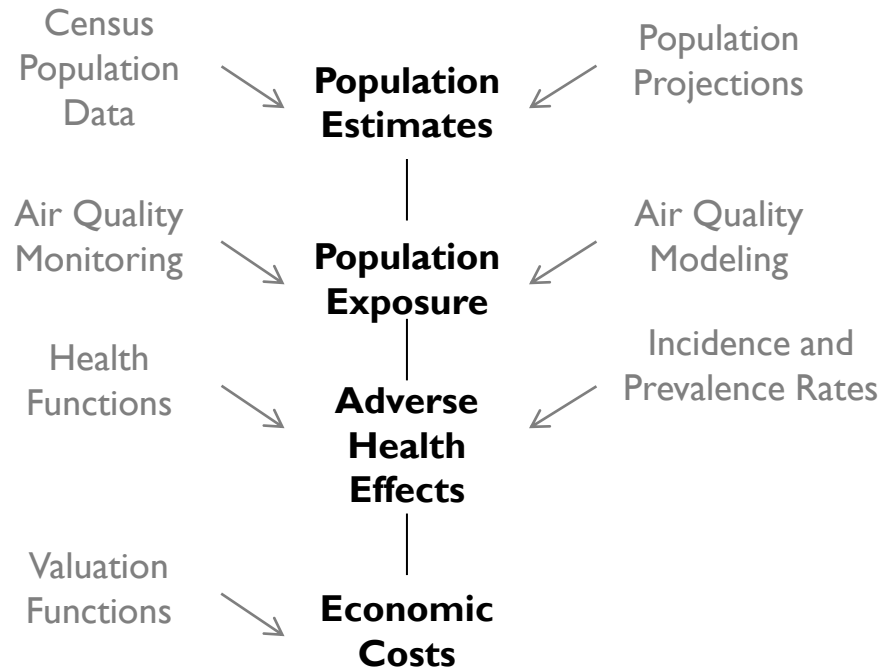 Census
Population
Data
Population
Projections
Population
Estimates
Air Quality
Monitoring
Air Quality
Modeling
Population
Exposure
Health
Functions
Incidence and
Prevalence Rates
Adverse
Health
Effects
Valuation
Functions
Economic
Costs